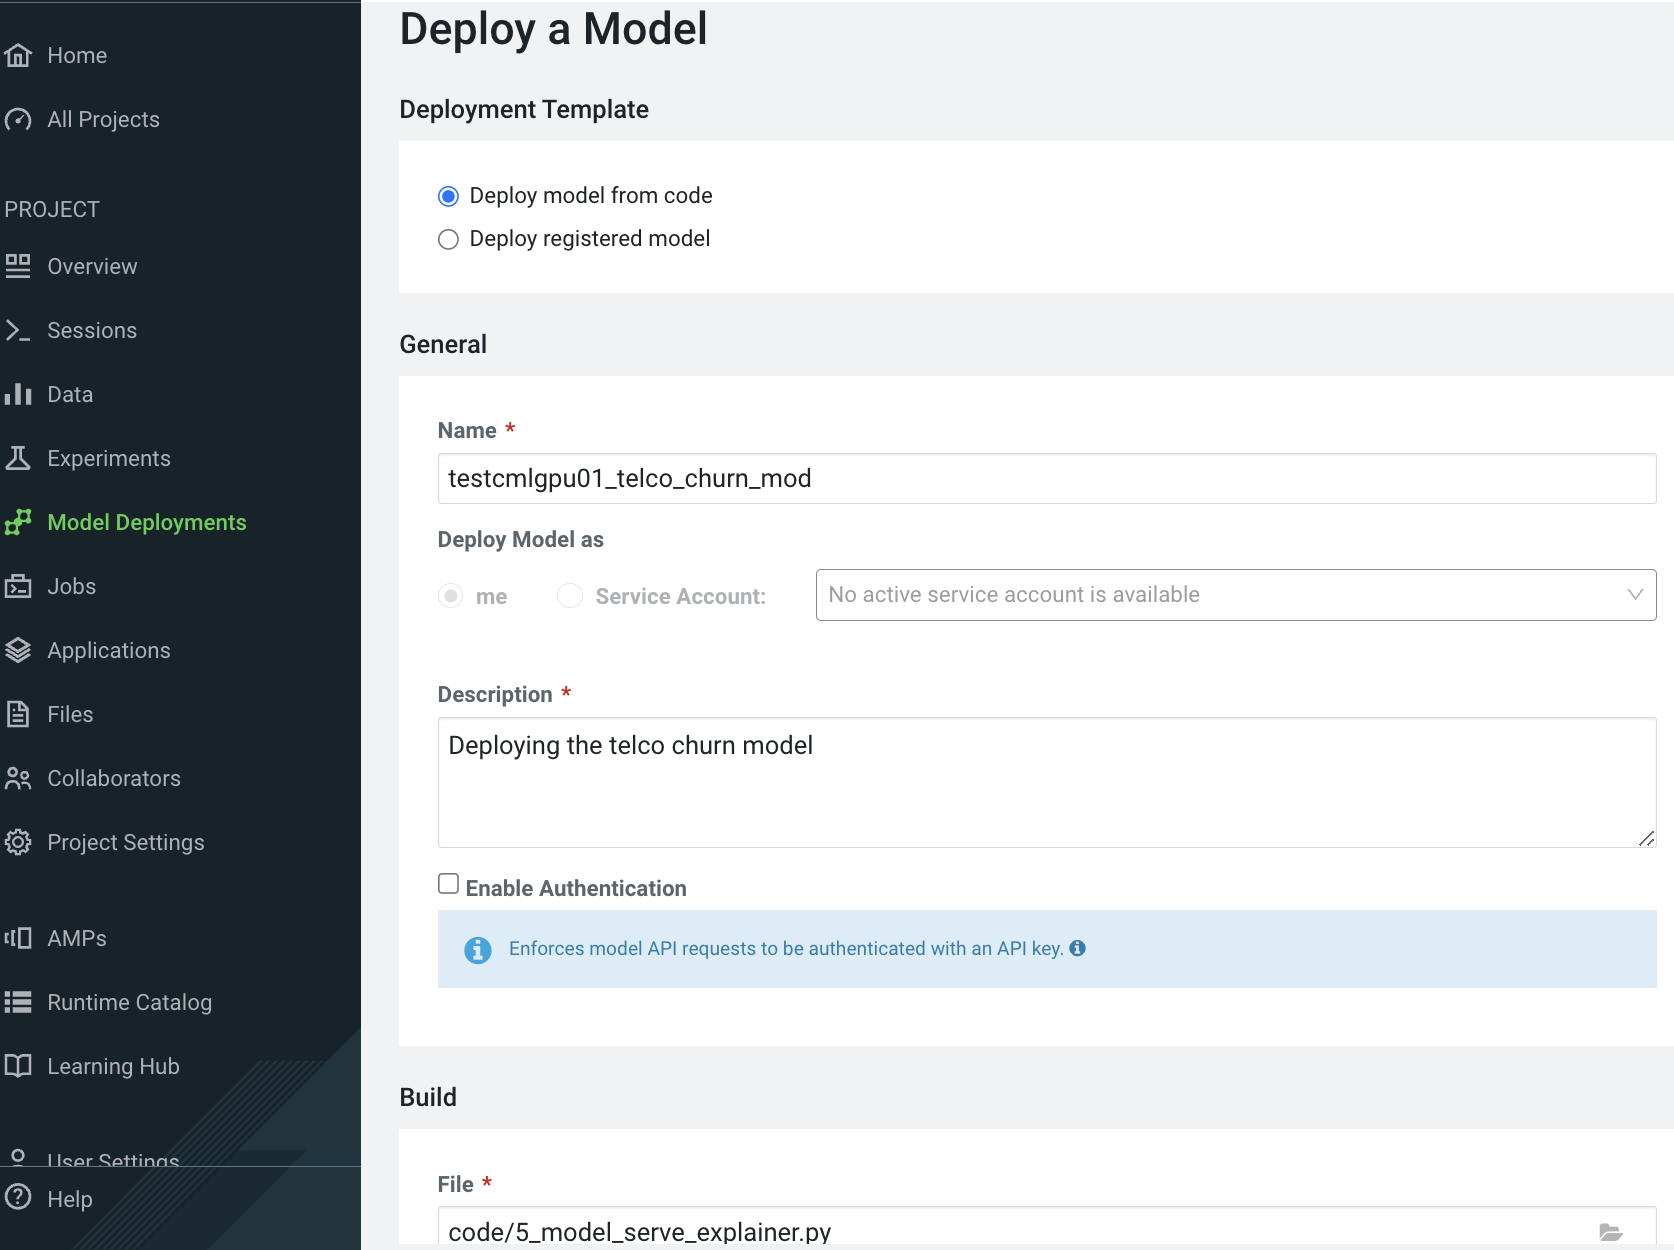 Home
All Projects
PROJECT
Overview
Sessions
Data
Experiments
Model Deployments
Jobs
Applications
Files
Collaborators
Project Settings
AMPs
Runtime Catalog
Learning Hub
User Settings
Help
Deploy a Model
Deployment Template
Deploy model from code
Deploy registered model
General
Name *
testcmlgpu01_telco_churn_mod
Deploy Model as
me Service Account: No active service account is available
Description *
Deploying the telco churn model
Enable Authentication
Enforces model API requests to be authenticated with an API key.
Build
File *
code/5_model_serve_explainer.py